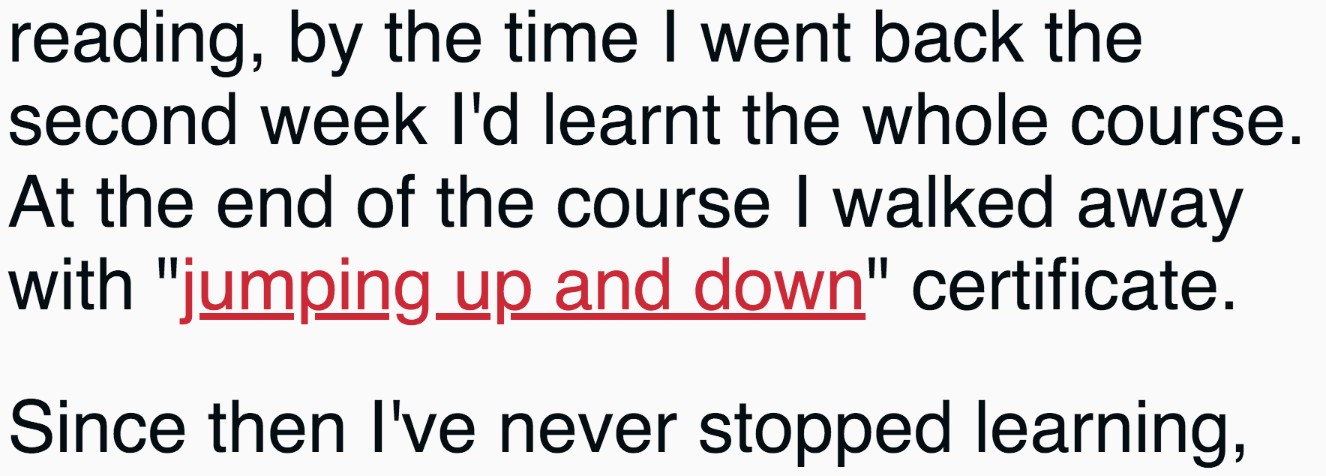 reading, by the time I went back the
second week I'd learnt the whole course.
At the end of the course I walked away
with "jumping up and down" certificate.
Since then I've never stopped learning,